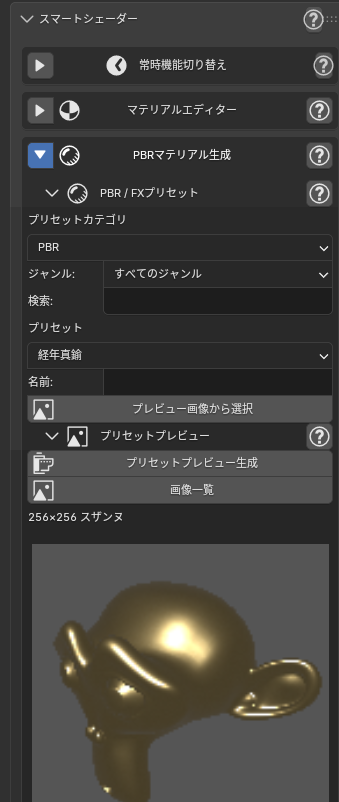 スマートシェーダー
常時機能切り替え
マテリアルエディター
PBRマテリアル生成
PBR / FXプリセット
プリセットカテゴリ
PBR
ジャンル: すべてのジャンル
検索:
プリセット
経年真鍮
名前:
プレビュー画像から選択
プリセットプレビュー
プリセットプレビュー生成
画像一覧
256×256 スザンヌ